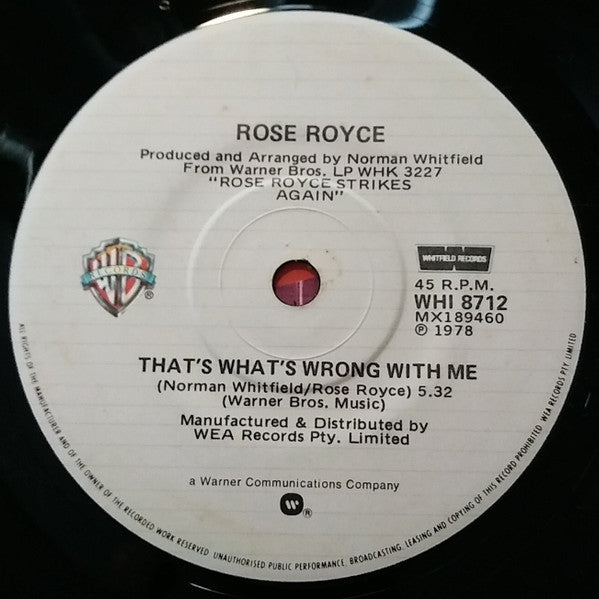 ROSE ROYCE
Produced and Arranged by Norman Whitfield
From Warner Bros. LP WHK 3227
"ROSE ROYCE STRIKES
AGAIN"
WB
RECORDS
®
WHITFIELD RECORDS
45 R.P.M.
WHI 8712
MX189460
℗ 1978
THAT'S WHAT'S WRONG WITH ME
(Norman Whitfield/Rose Royce) 5.32
(Warner Bros. Music)
Manufactured & Distributed by
WEA Records Pty. Limited
a Warner Communications Company
®
ALL RIGHTS OF THE MANUFACTURER AND OF THE OWNER OF THE RECORDED WORK RESERVED UNAUTHORISED PUBLIC PERFORMANCE, BROADCASTING, LEASING AND COPYING OF THIS RECORD PROHIBITED. WEA RECORDS PTY. LIMITED